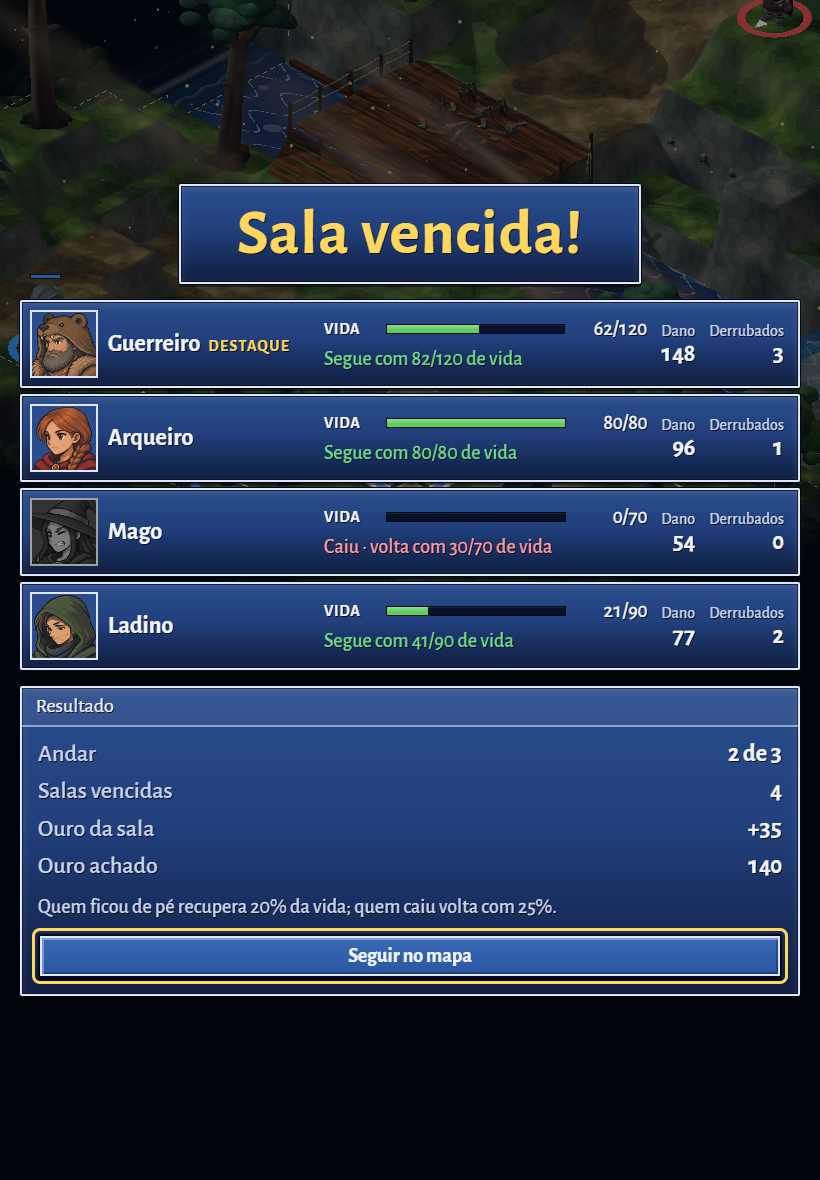 Sala vencida!
Guerreiro DESTAQUE
VIDA 62/120 Dano Derrubados
Segue com 82/120 de vida 148 3
Arqueiro
VIDA 80/80 Dano Derrubados
Segue com 80/80 de vida 96 1
Mago
VIDA 0/70 Dano Derrubados
Caiu · volta com 30/70 de vida 54 0
Ladino
VIDA 21/90 Dano Derrubados
Segue com 41/90 de vida 77 2
Resultado
Andar 2 de 3
Salas vencidas 4
Ouro da sala +35
Ouro achado 140
Quem ficou de pé recupera 20% da vida; quem caiu volta com 25%.
Seguir no mapa